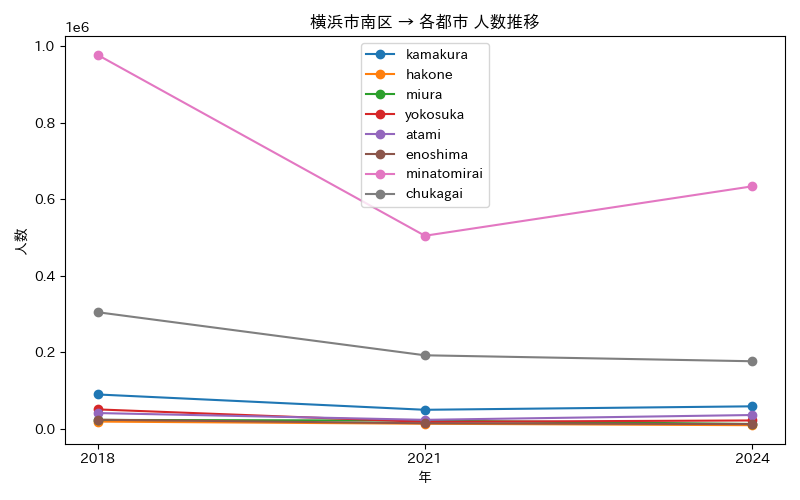 横浜市南区 → 各都市 人数推移
1e6
1.0
0.8
0.6
0.4
0.2
0.0
人数
kamakura
hakone
miura
yokosuka
atami
enoshima
minatomirai
chukagai
2018
2021
2024
年